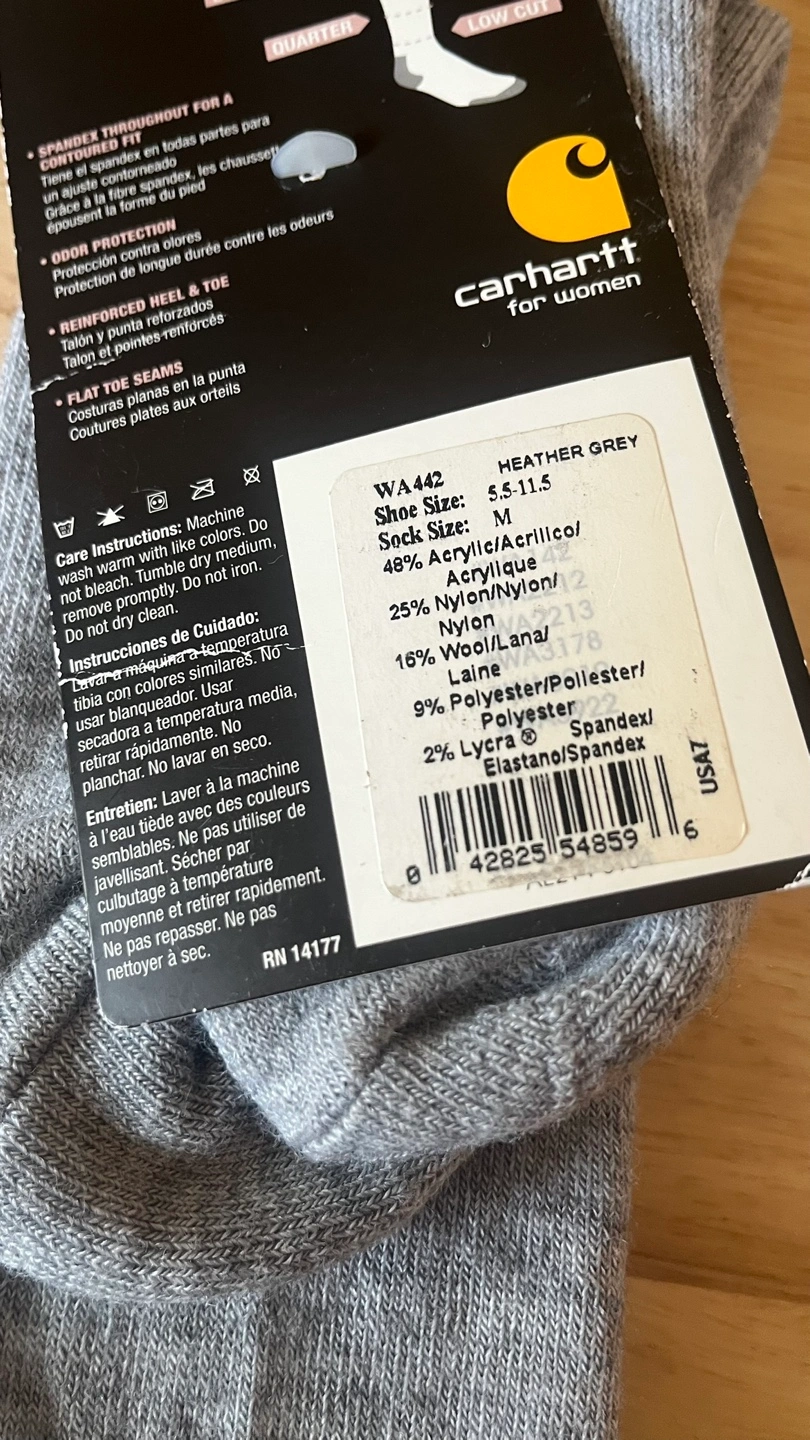 QUARTER
LOW CUT
• SPANDEX THROUGHOUT FOR A
CONTOURED FIT
Tiene el spandex en todas partes para
un ajuste contorneado
Grâce à la fibre spandex, les chaussett
épousent la forme du pied
• ODOR PROTECTION
Protección contra olores
Protection de longue durée contre les odeurs
• REINFORCED HEEL & TOE
Talón y punta reforzados
Talon et pointes renforcés
• FLAT TOE SEAMS
Costuras planas en la punta
Coutures plates aux orteils
carhartt
for women
Care Instructions: Machine
wash warm with like colors. Do
not bleach. Tumble dry medium,
remove promptly. Do not iron.
Do not dry clean.
Instrucciones de Cuidado:
Lavar a máquina a temperatura
tibia con colores similares. No
usar blanqueador. Usar
secadora a temperatura media,
retirar rápidamente. No
planchar. No lavar en seco.
Entretien: Laver à la machine
à l'eau tiède avec des couleurs
semblables. Ne pas utiliser de
javellisant. Sécher par
culbutage à température
moyenne et retirer rapidement.
Ne pas repasser. Ne pas
nettoyer à sec.
RN 14177
WA442 HEATHER GREY
Shoe Size: 5.5-11.5
Sock Size: M
48% Acrylic/Acrilico/
Acrylique
25% Nylon/Nylon/
Nylon
16% Wool/Lana/
Laine
9% Polyester/Poliester/
Polyester
2% Lycra® Spandex/
Elastano/Spandex
USA7
0 42825 54859 6